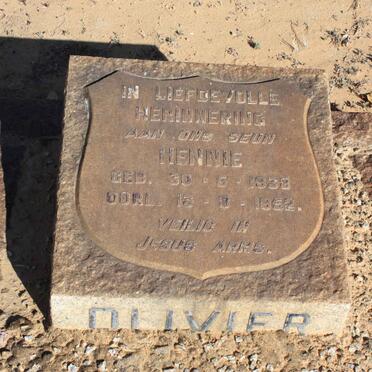 IN LIEFDEVOLLE
HERINNERING
AAN ONS SEUN
HENNIE
GEB. 30 - 5 - 1938
OORL. 15 - 11 - 1952.
VEILIG IN
JESUS ARMS.
OLIVIER